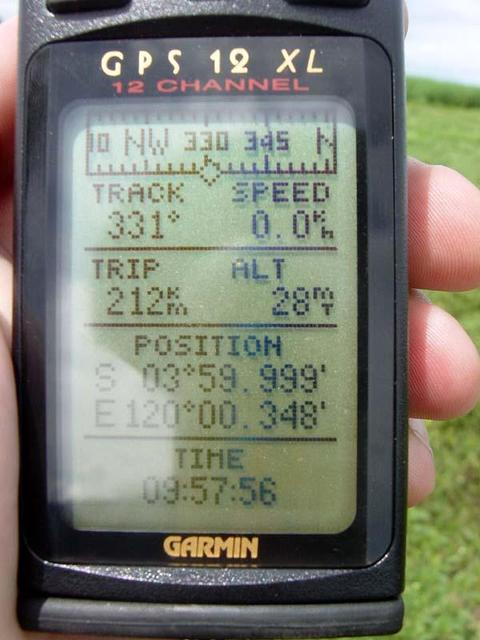 GPS 12 XL
12 CHANNEL
NW 330 345 N
TRACK SPEED
331° 0.0
TRIP ALT
212 28
POSITION
S 03°59.999'
E 120°00.348'
TIME
09:57:56
GARMIN